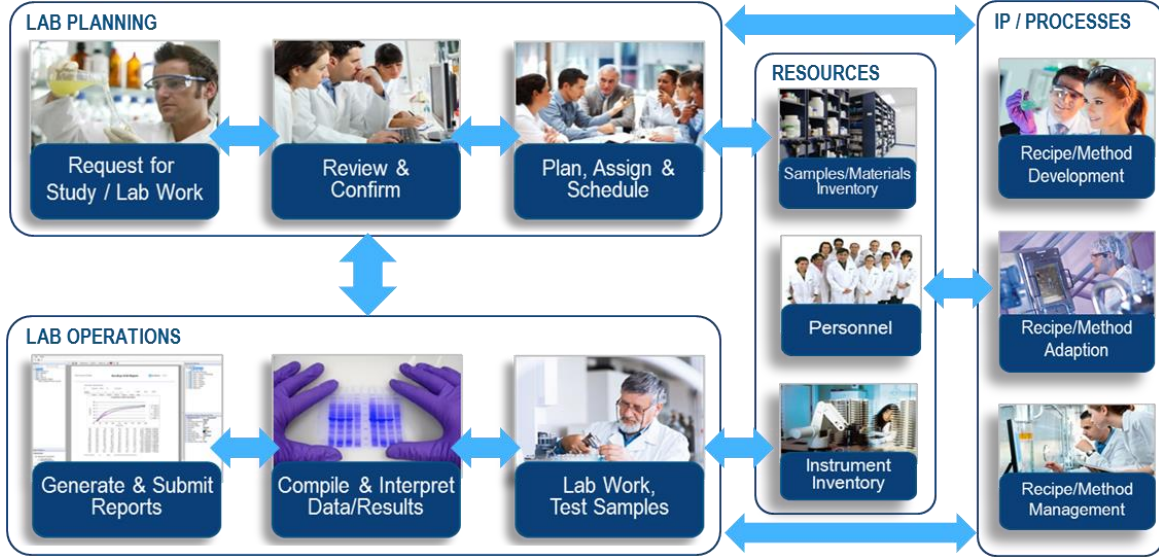 LAB PLANNING
Request for
Study / Lab Work
Review &
Confirm
Plan, Assign &
Schedule
RESOURCES
Samples/Materials
Inventory
Personnel
Instrument
Inventory
IP / PROCESSES
Recipe/Method
Development
Recipe/Method
Adaption
Recipe/Method
Management
LAB OPERATIONS
Generate & Submit
Reports
Compile & Interpret
Data/Results
Lab Work,
Test Samples